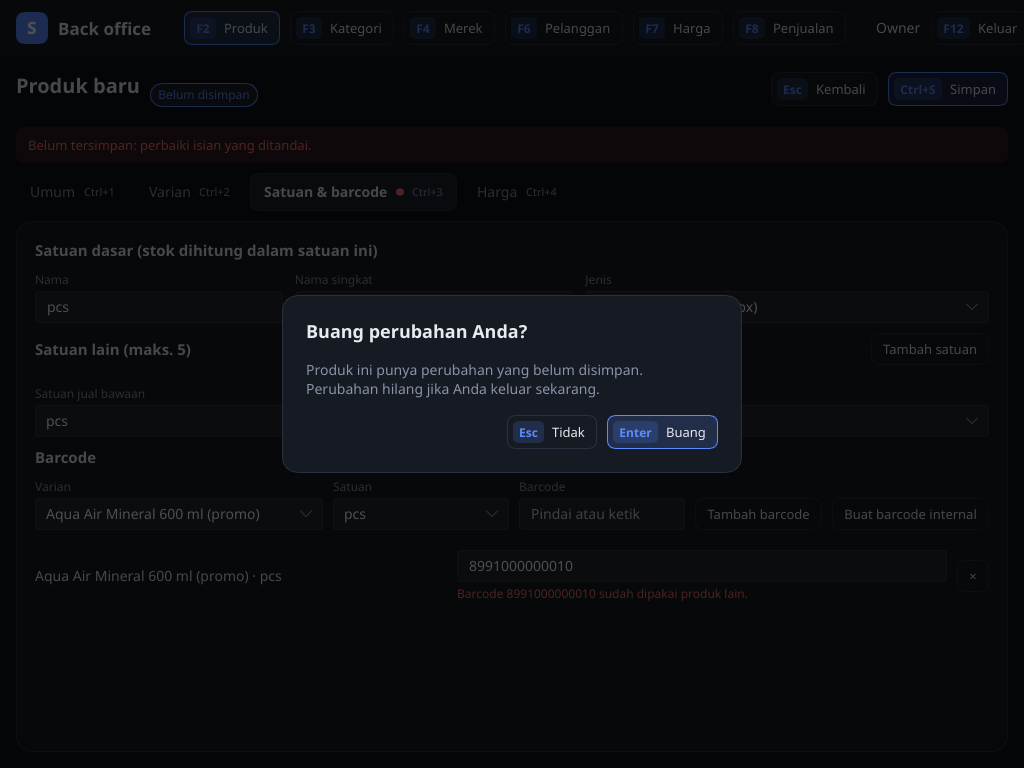 S Back office F2 Produk F3 Kategori F4 Merek F6 Pelanggan F7 Harga F8 Penjualan Owner F12 Keluar
Produk baru Belum disimpan Esc Kembali Ctrl+S Simpan
Belum tersimpan: perbaiki isian yang ditandai.
Umum Ctrl+1 Varian Ctrl+2 Satuan & barcode Ctrl+3 Harga Ctrl+4
Satuan dasar (stok dihitung dalam satuan ini)
Nama Nama singkat Jenis
pcs ox)
Satuan lain (maks. 5) Tambah satuan
Satuan jual bawaan
pcs
Buang perubahan Anda?
Produk ini punya perubahan yang belum disimpan.
Perubahan hilang jika Anda keluar sekarang.
Esc Tidak Enter Buang
Barcode
Varian Satuan Barcode
Aqua Air Mineral 600 ml (promo) pcs Pindai atau ketik Tambah barcode Buat barcode internal
Aqua Air Mineral 600 ml (promo) · pcs 8991000000010 ×
Barcode 8991000000010 sudah dipakai produk lain.